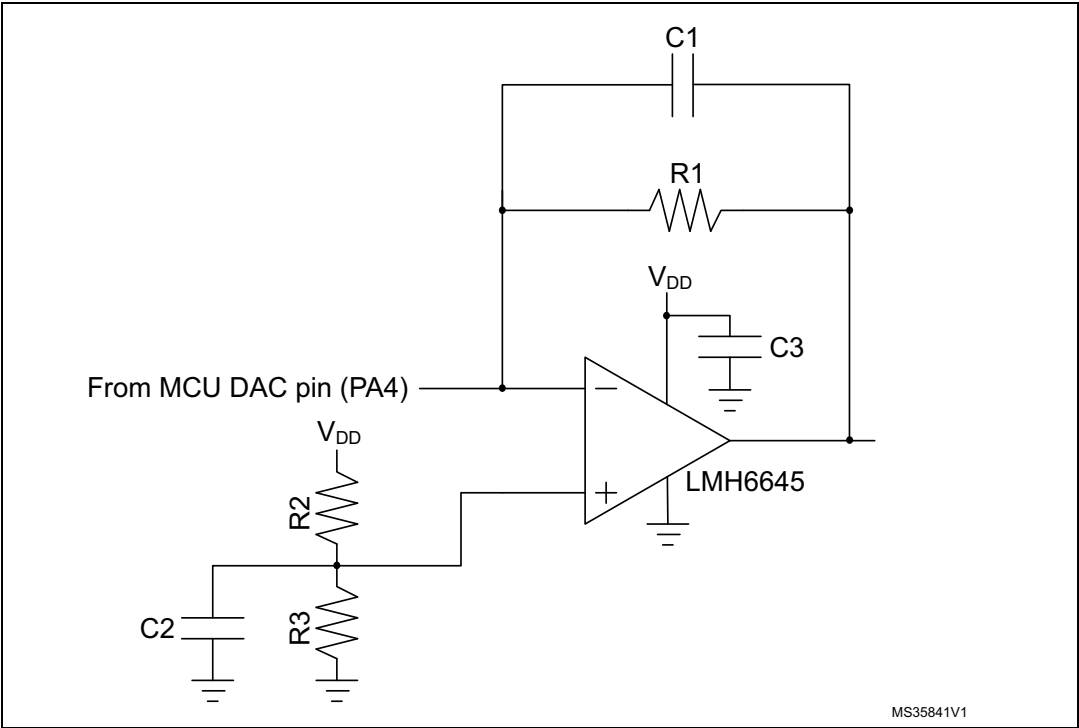 C1
R1
VDD
C3
From MCU DAC pin (PA4)
−
VDD
+
LMH6645
R2
C2
R3
MS35841V1